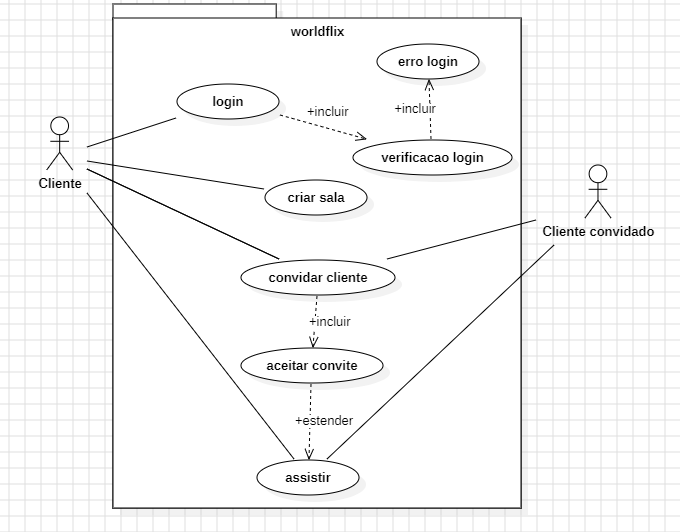 worldflix
erro login
login
+incluir
+incluir
verificacao login
Cliente
criar sala
Cliente convidado
convidar cliente
+incluir
aceitar convite
+estender
assistir